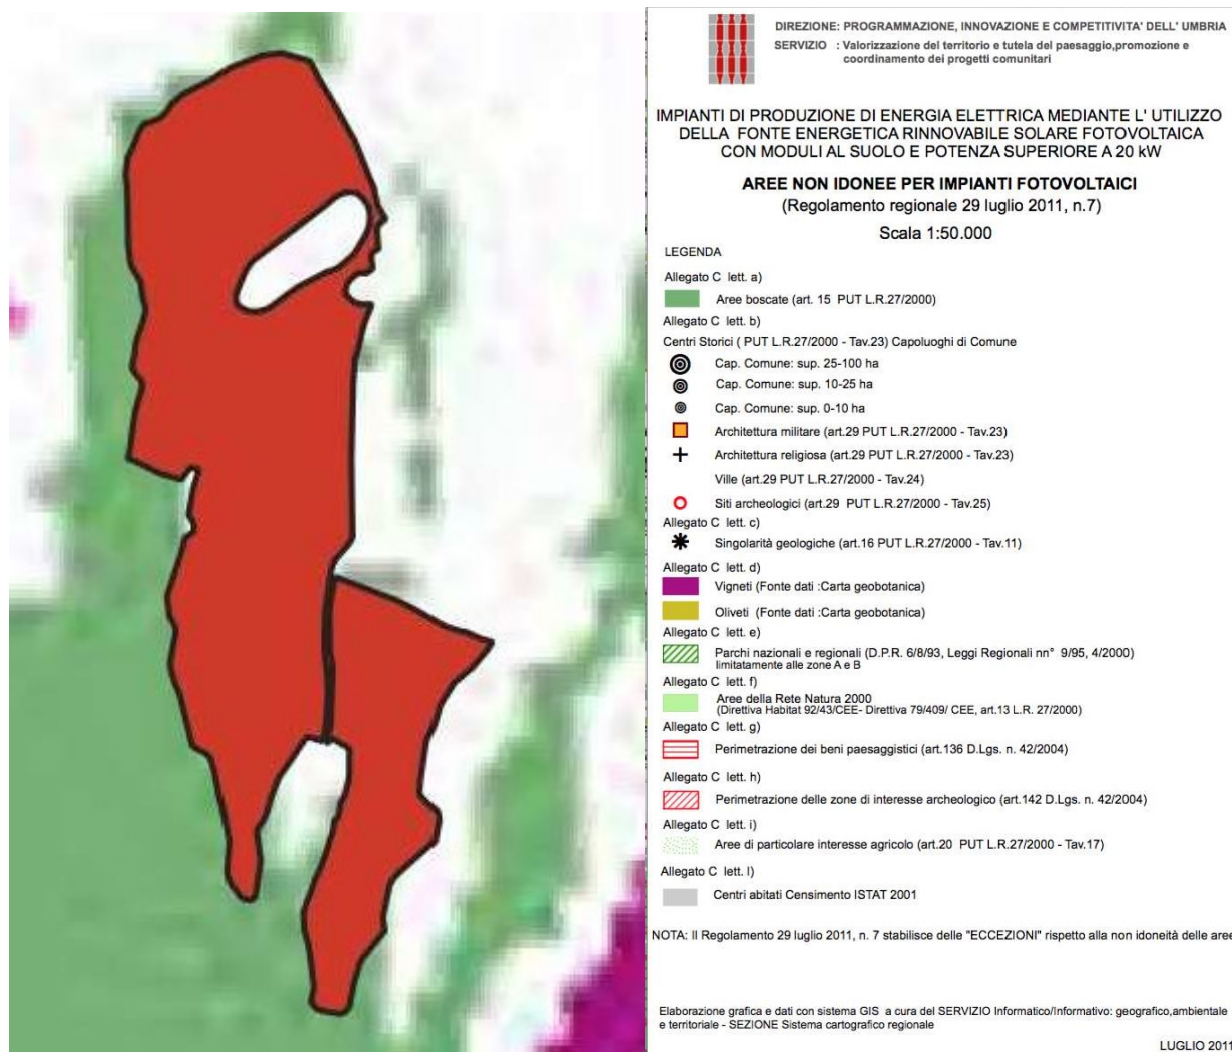 DIREZIONE: PROGRAMMAZIONE, INNOVAZIONE E COMPETITIVITA' DELL' UMBRIA
SERVIZIO : Valorizzazione del territorio e tutela del paesaggio,promozione e
coordinamento dei progetti comunitari
IMPIANTI DI PRODUZIONE DI ENERGIA ELETTRICA MEDIANTE L' UTILIZZO
DELLA FONTE ENERGETICA RINNOVABILE SOLARE FOTOVOLTAICA
CON MODULI AL SUOLO E POTENZA SUPERIORE A 20 kW
AREE NON IDONEE PER IMPIANTI FOTOVOLTAICI
(Regolamento regionale 29 luglio 2011, n.7)
Scala 1:50.000
LEGENDA
Allegato C lett. a)
Aree boscate (art. 15 PUT L.R.27/2000)
Allegato C lett. b)
Centri Storici ( PUT L.R.27/2000 - Tav.23) Capoluoghi di Comune
Cap. Comune: sup. 25-100 ha
Cap. Comune: sup. 10-25 ha
Cap. Comune: sup. 0-10 ha
Architettura militare (art.29 PUT L.R.27/2000 - Tav.23)
Architettura religiosa (art.29 PUT L.R.27/2000 - Tav.23)
Ville (art.29 PUT L.R.27/2000 - Tav.24)
Siti archeologici (art.29 PUT L.R.27/2000 - Tav.25)
Allegato C lett. c)
Singolarità geologiche (art.16 PUT L.R.27/2000 - Tav.11)
Allegato C lett. d)
Vigneti (Fonte dati :Carta geobotanica)
Oliveti (Fonte dati :Carta geobotanica)
Allegato C lett. e)
Parchi nazionali e regionali (D.P.R. 6/8/93, Leggi Regionali nn° 9/95, 4/2000)
limitatamente alle zone A e B
Allegato C lett. f)
Aree della Rete Natura 2000
(Direttiva Habitat 92/43/CEE- Direttiva 79/409/ CEE, art.13 L.R. 27/2000)
Allegato C lett. g)
Perimetrazione dei beni paesaggistici (art.136 D.Lgs. n. 42/2004)
Allegato C lett. h)
Perimetrazione delle zone di interesse archeologico (art.142 D.Lgs. n. 42/2004)
Allegato C lett. i)
Aree di particolare interesse agricolo (art.20 PUT L.R.27/2000 - Tav.17)
Allegato C lett. l)
Centri abitati Censimento ISTAT 2001
NOTA: Il Regolamento 29 luglio 2011, n. 7 stabilisce delle "ECCEZIONI" rispetto alla non idoneità delle aree
Elaborazione grafica e dati con sistema GIS a cura del SERVIZIO Informatico/Informativo: geografico,ambientale
e territoriale - SEZIONE Sistema cartografico regionale
LUGLIO 2011